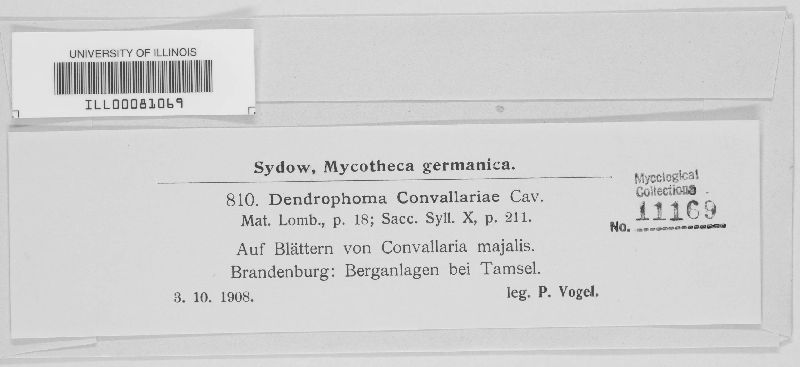 UNIVERSITY OF ILLINOIS
ILL00081069
Sydow, Mycotheca germanica.
810. Dendrophoma Convallariae Cav.
Mat. Lomb., p. 18; Sacc. Syll. X, p. 211.
Auf Blättern von Convallaria majalis.
Brandenburg: Berganlagen bei Tamsel.
3. 10. 1908. leg. P. Vogel.
Mycological
Collections
No. 11169